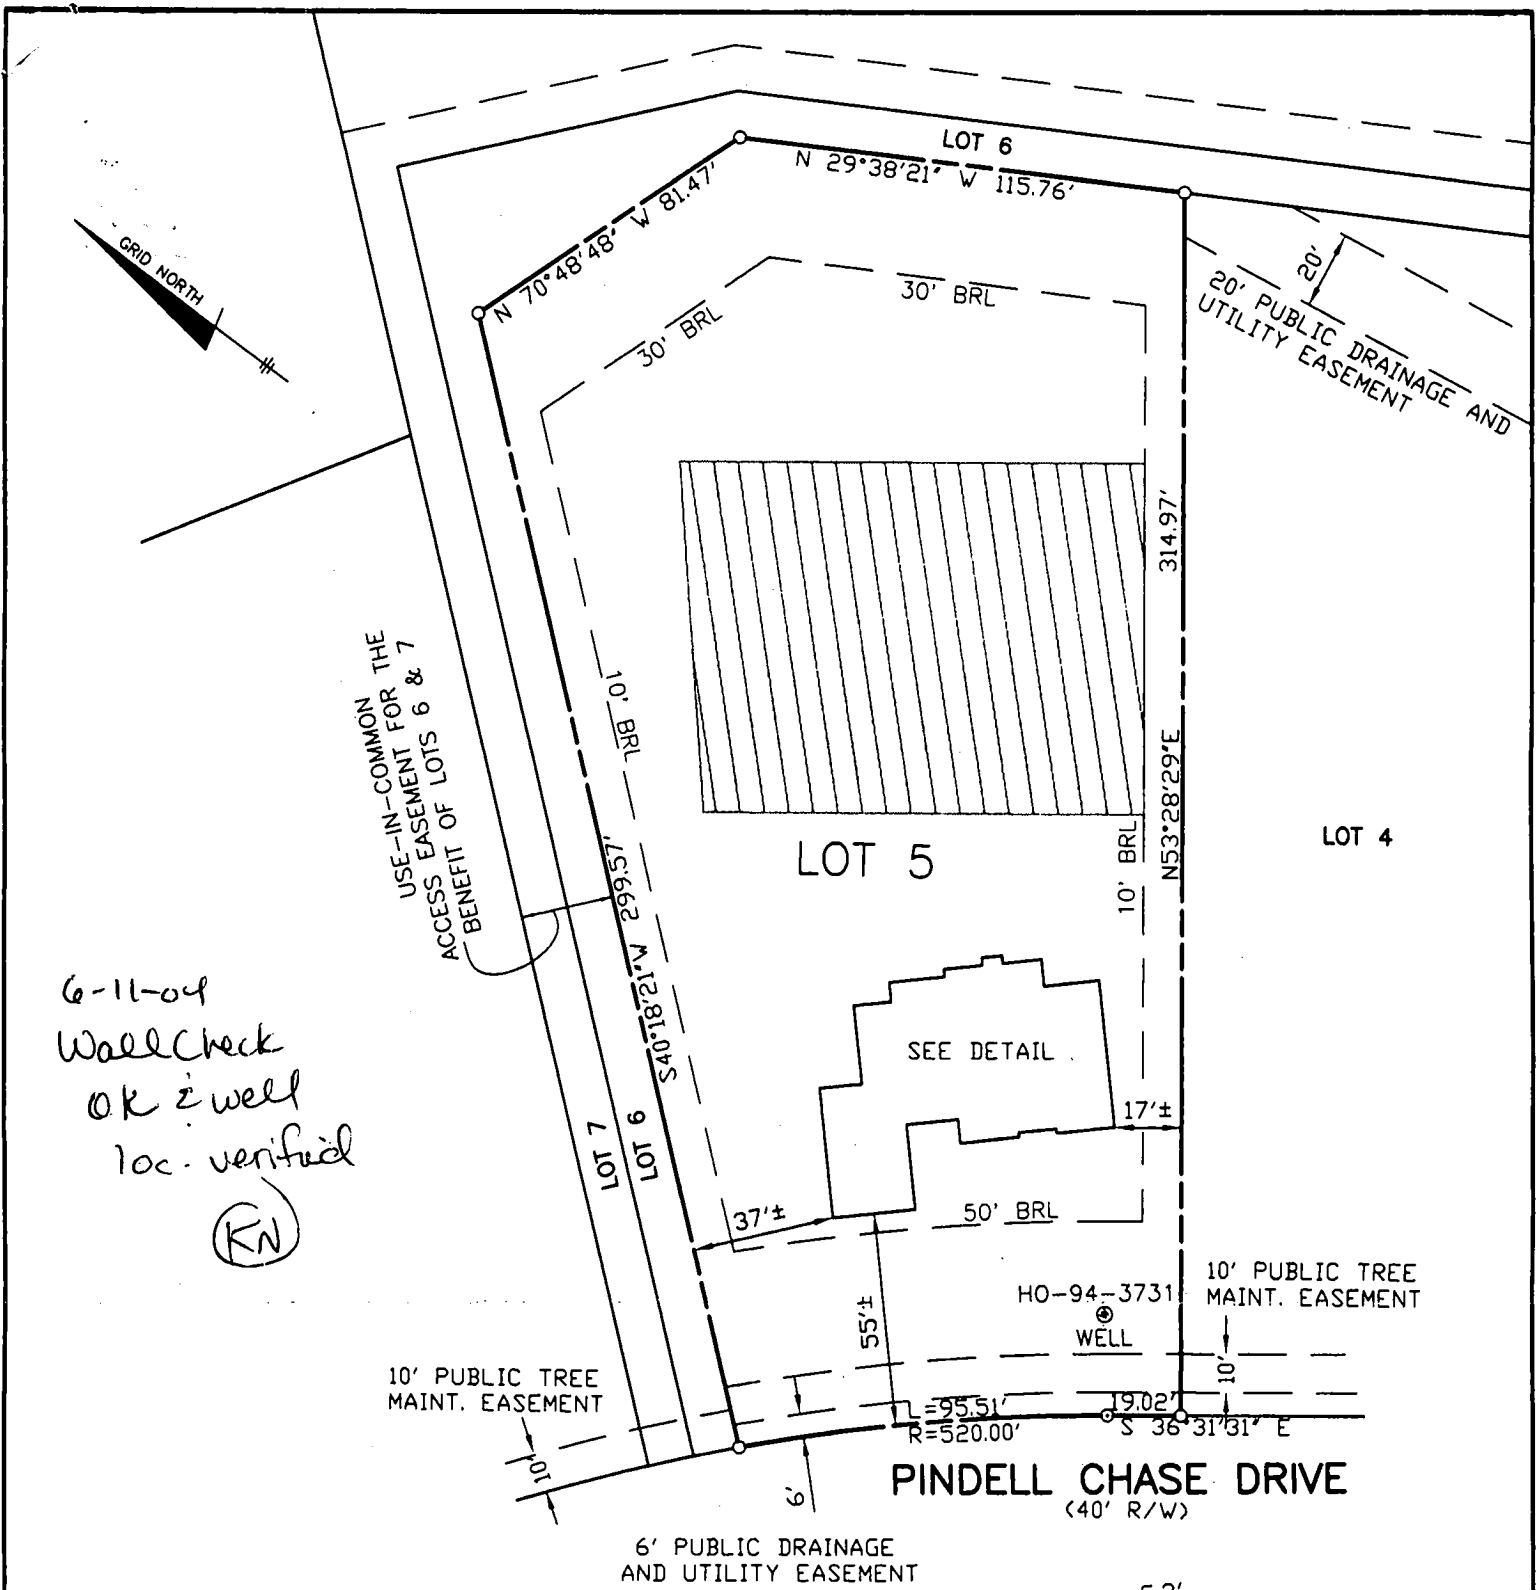 LOT 6
N 29°38'21" W 115.76'
N 70°48'48" W 81.47'
GRID NORTH
20'
20' PUBLIC DRAINAGE AND
UTILITY EASEMENT
30' BRL
30' BRL
314.97'
N53°28'29"E
10' BRL
10' BRL
USE-IN-COMMON
ACCESS EASEMENT FOR THE
BENEFIT OF LOTS 6 & 7
LOT 5
LOT 4
299.57'
S40°18'21"W
6-11-04
Wall Check
OK & well
loc. verified
KN
SEE DETAIL
17'±
LOT 7
LOT 6
37'±
50' BRL
55'±
HO-94-3731
WELL
10' PUBLIC TREE
MAINT. EASEMENT
10'
10' PUBLIC TREE
MAINT. EASEMENT
10'
L=95.51'
R=520.00'
19.02'
S 36°31'31" E
PINDELL CHASE DRIVE
(40' R/W)
6'
6' PUBLIC DRAINAGE
AND UTILITY EASEMENT